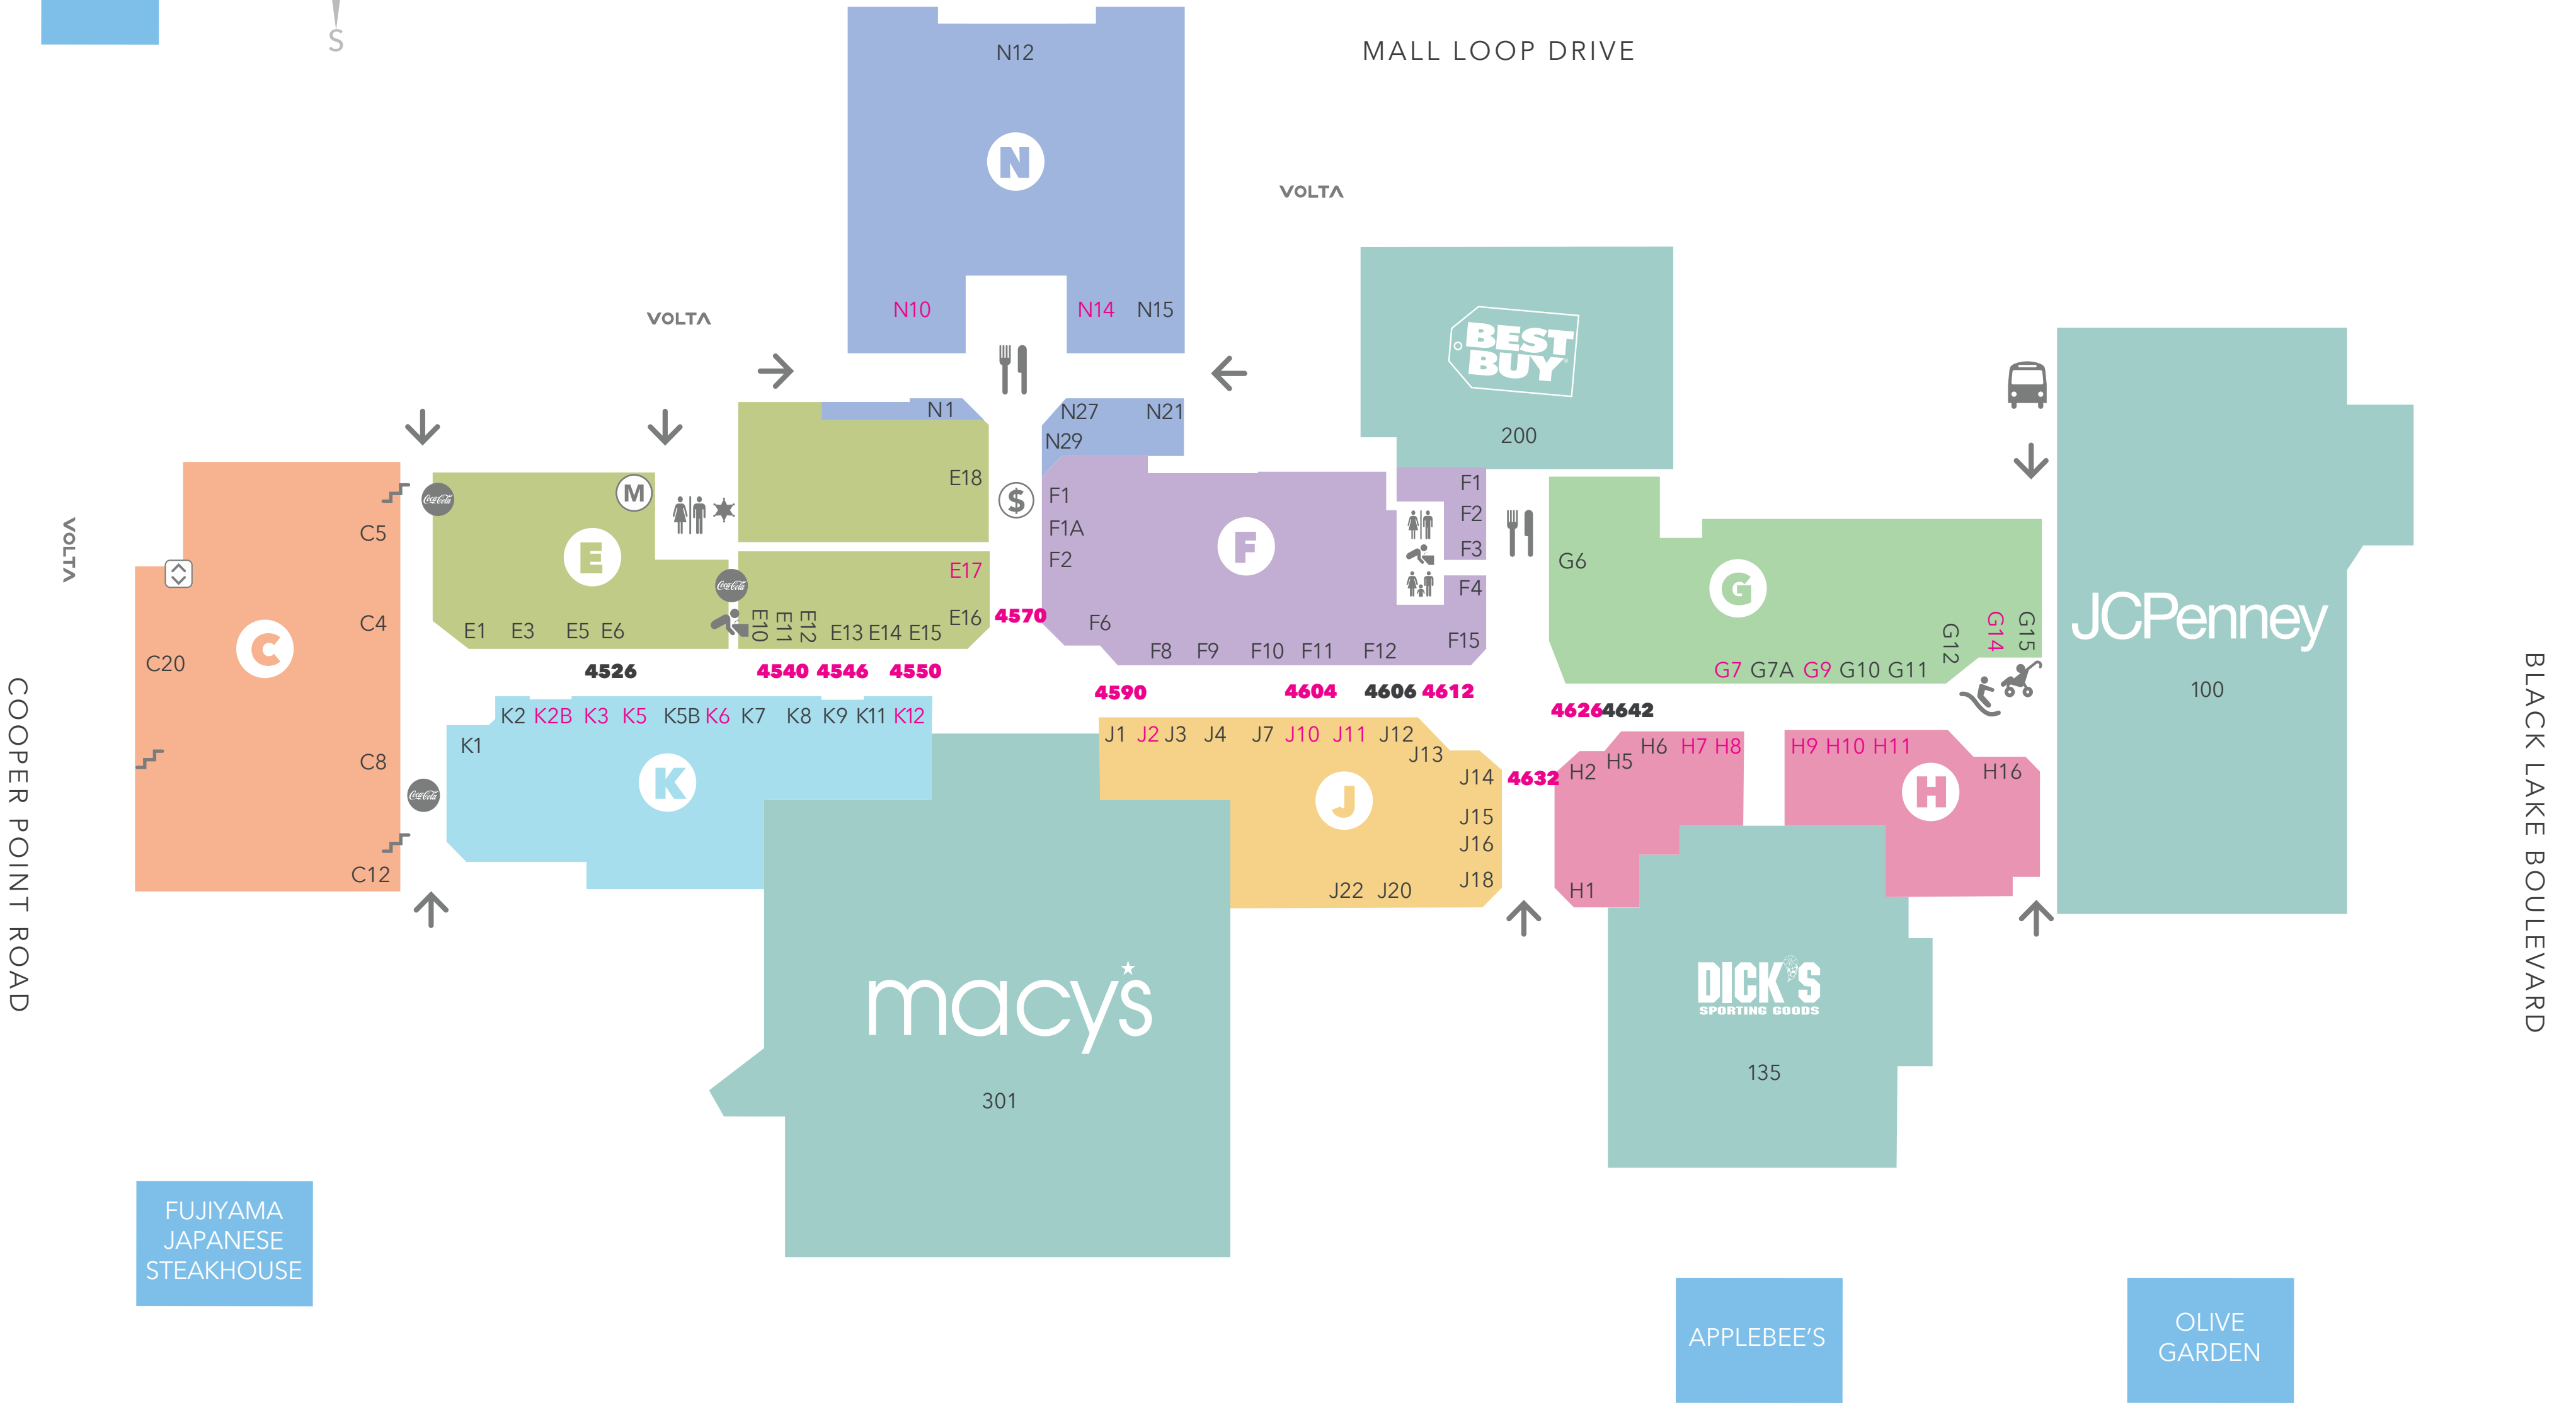 S
MALL LOOP DRIVE
N12
N
VOLTA
N10
N14
N15
VOLTA
BEST
BUY
200
N1
N27
N21
N29
VOLTA
COOPER POINT ROAD
C5
C4
C
C20
C8
C12
Coca-Cola
M
E
Coca-Cola
E1
E3
E5
E6
E10
E11
E12
E13
E14
E15
E16
E17
E18
$
4526
4540
4546
4550
4570
F1
F1A
F2
F
F6
F8
F9
F10
F11
F12
F15
F1
F2
F3
F4
4590
4604
4606
4612
G6
G
G7
G7A
G9
G10
G11
G12
G14
G15
4626
4642
4632
JCPenney
100
BLACK LAKE BOULEVARD
K1
K2
K2B
K3
K5
K5B
K6
K7
K8
K9
K11
K12
K
Coca-Cola
J1
J2
J3
J4
J7
J10
J11
J12
J13
J14
J15
J16
J18
J20
J22
J
H1
H2
H5
H6
H7
H8
H9
H10
H11
H16
H
macy's
301
DICK'S
SPORTING GOODS
135
FUJIYAMA
JAPANESE
STEAKHOUSE
APPLEBEE'S
OLIVE
GARDEN